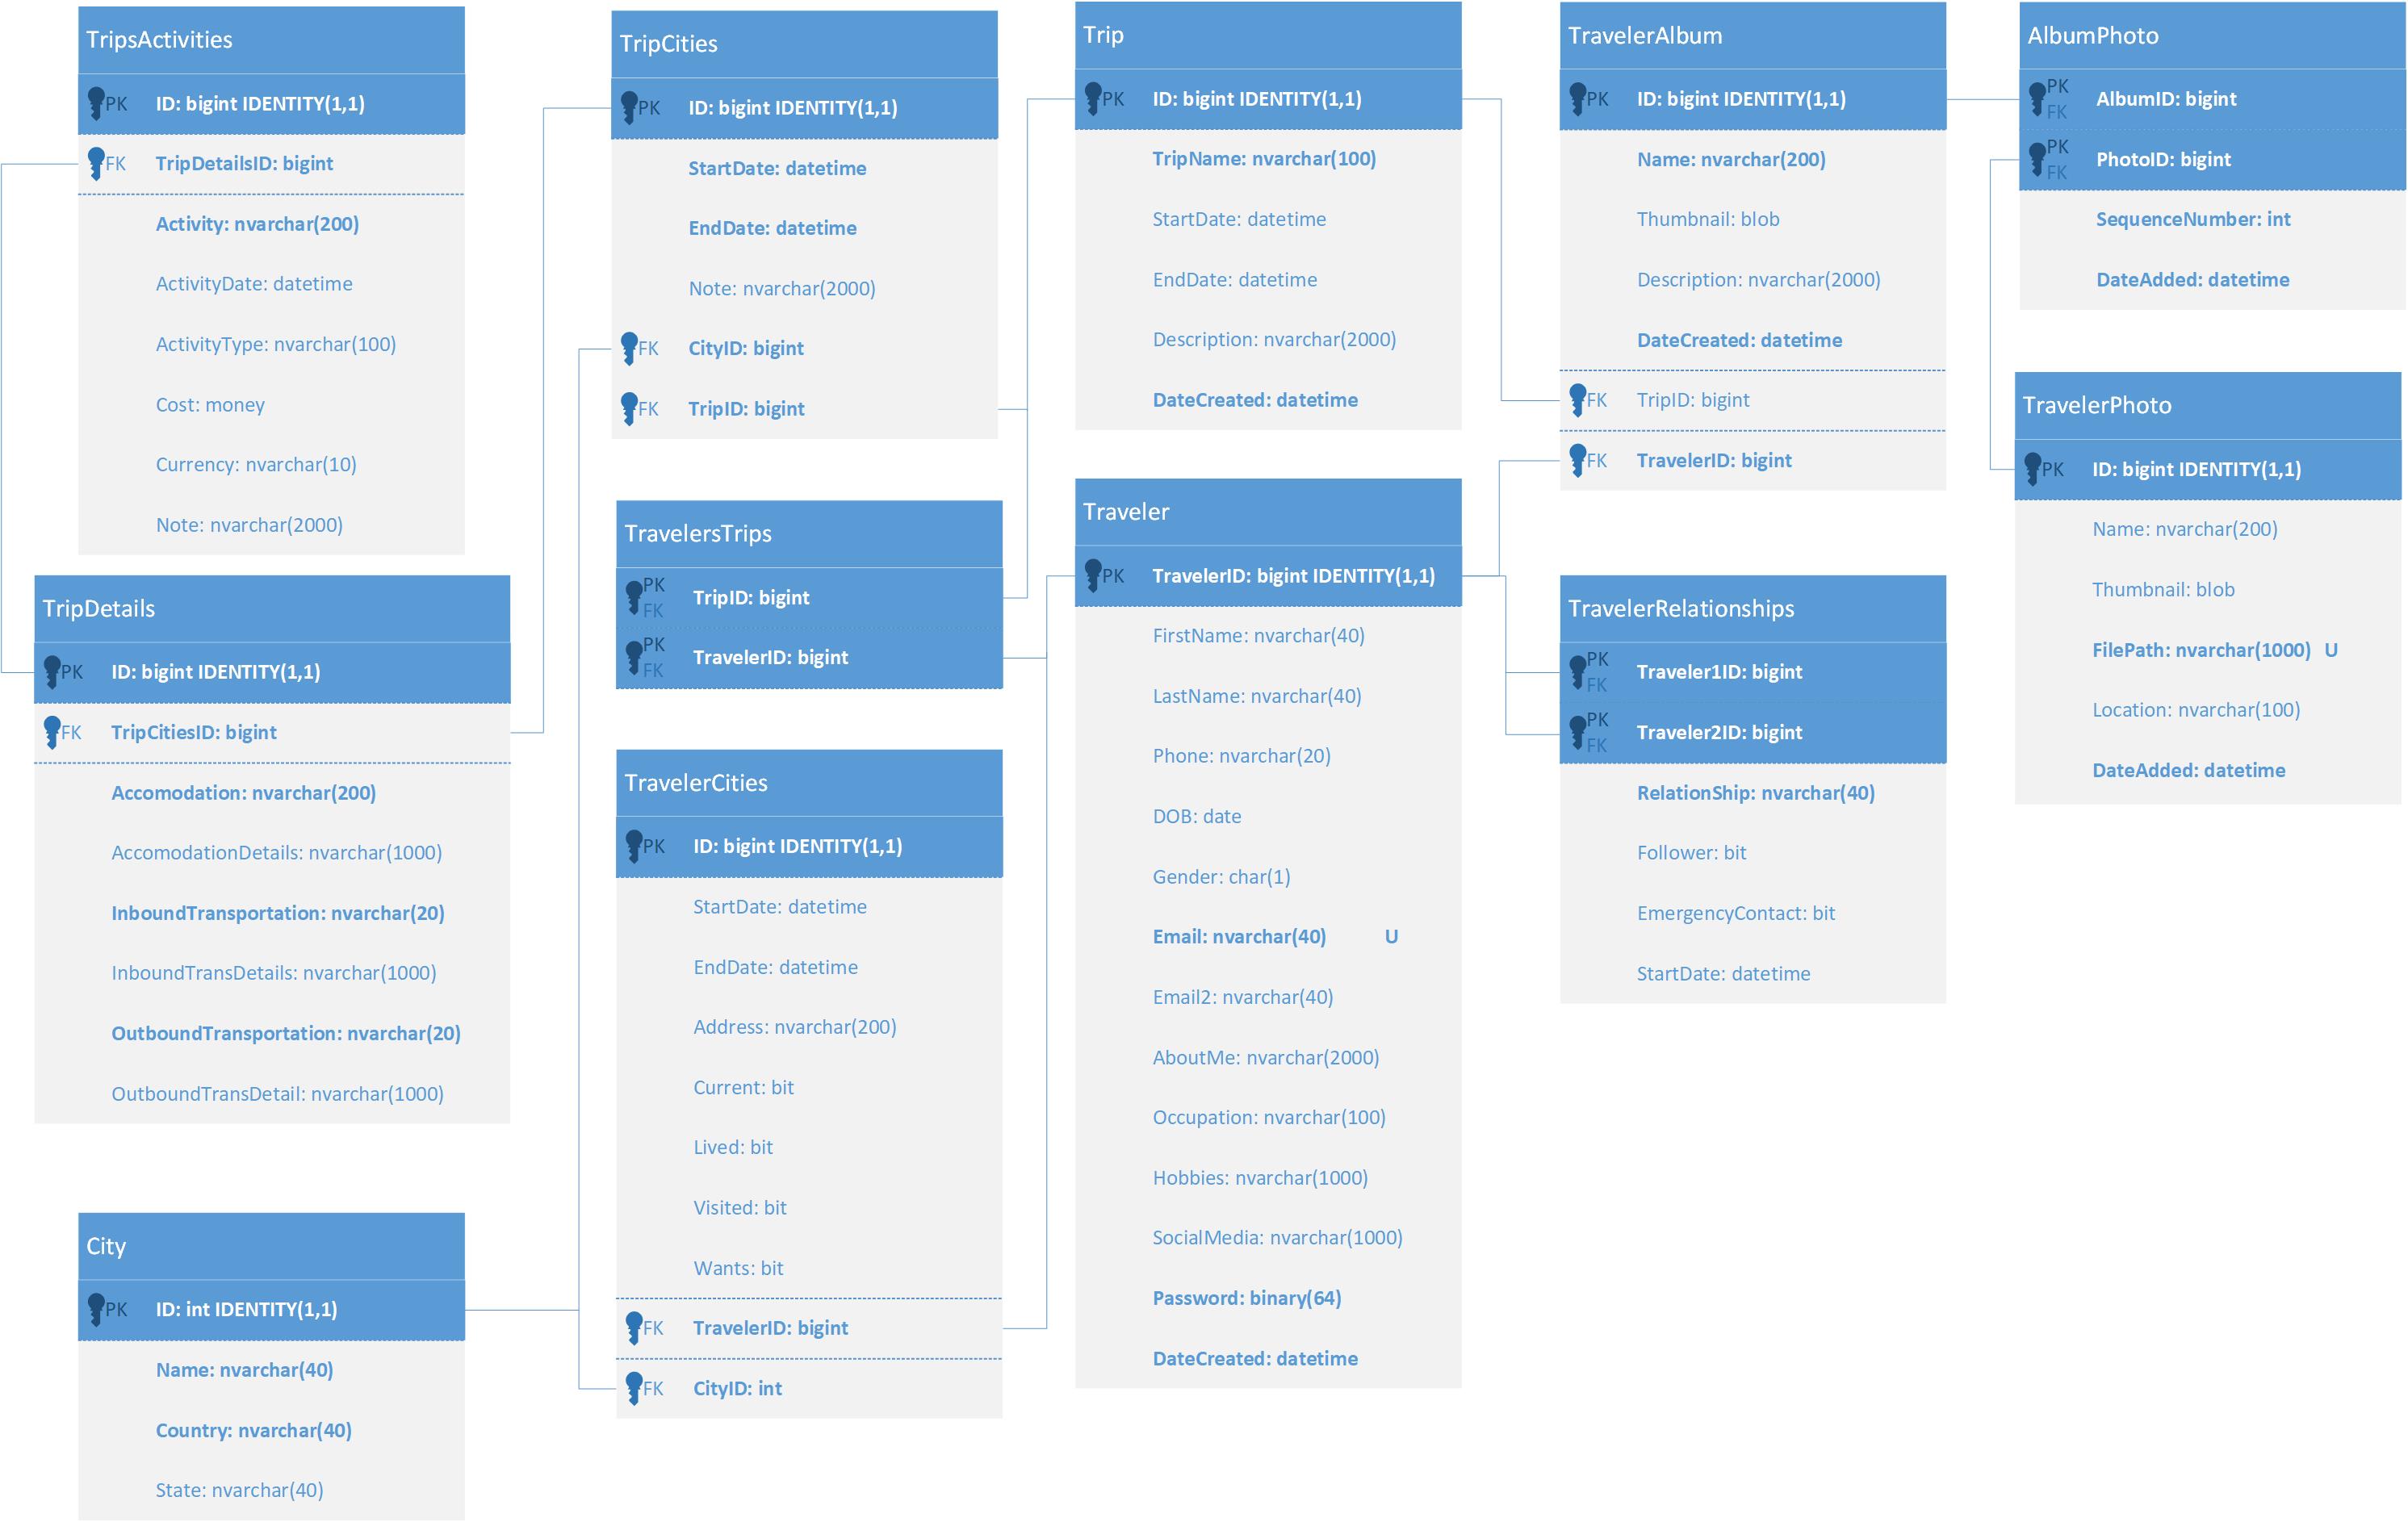 TripsActivities
PK ID: bigint IDENTITY(1,1)
FK TripDetailsID: bigint
Activity: nvarchar(200)
ActivityDate: datetime
ActivityType: nvarchar(100)
Cost: money
Currency: nvarchar(10)
Note: nvarchar(2000)
TripDetails
PK ID: bigint IDENTITY(1,1)
FK TripCitiesID: bigint
Accomodation: nvarchar(200)
AccomodationDetails: nvarchar(1000)
InboundTransportation: nvarchar(20)
InboundTransDetails: nvarchar(1000)
OutboundTransportation: nvarchar(20)
OutboundTransDetail: nvarchar(1000)
City
PK ID: int IDENTITY(1,1)
Name: nvarchar(40)
Country: nvarchar(40)
State: nvarchar(40)
TripCities
PK ID: bigint IDENTITY(1,1)
StartDate: datetime
EndDate: datetime
Note: nvarchar(2000)
FK CityID: bigint
FK TripID: bigint
TravelersTrips
PK FK TripID: bigint
PK FK TravelerID: bigint
TravelerCities
PK ID: bigint IDENTITY(1,1)
StartDate: datetime
EndDate: datetime
Address: nvarchar(200)
Current: bit
Lived: bit
Visited: bit
Wants: bit
FK TravelerID: bigint
FK CityID: int
Trip
PK ID: bigint IDENTITY(1,1)
TripName: nvarchar(100)
StartDate: datetime
EndDate: datetime
Description: nvarchar(2000)
DateCreated: datetime
Traveler
PK TravelerID: bigint IDENTITY(1,1)
FirstName: nvarchar(40)
LastName: nvarchar(40)
Phone: nvarchar(20)
DOB: date
Gender: char(1)
Email: nvarchar(40) U
Email2: nvarchar(40)
AboutMe: nvarchar(2000)
Occupation: nvarchar(100)
Hobbies: nvarchar(1000)
SocialMedia: nvarchar(1000)
Password: binary(64)
DateCreated: datetime
TravelerAlbum
PK ID: bigint IDENTITY(1,1)
Name: nvarchar(200)
Thumbnail: blob
Description: nvarchar(2000)
DateCreated: datetime
FK TripID: bigint
FK TravelerID: bigint
TravelerRelationships
PK FK Traveler1ID: bigint
PK FK Traveler2ID: bigint
RelationShip: nvarchar(40)
Follower: bit
EmergencyContact: bit
StartDate: datetime
AlbumPhoto
PK FK AlbumID: bigint
PK FK PhotoID: bigint
SequenceNumber: int
DateAdded: datetime
TravelerPhoto
PK ID: bigint IDENTITY(1,1)
Name: nvarchar(200)
Thumbnail: blob
FilePath: nvarchar(1000) U
Location: nvarchar(100)
DateAdded: datetime